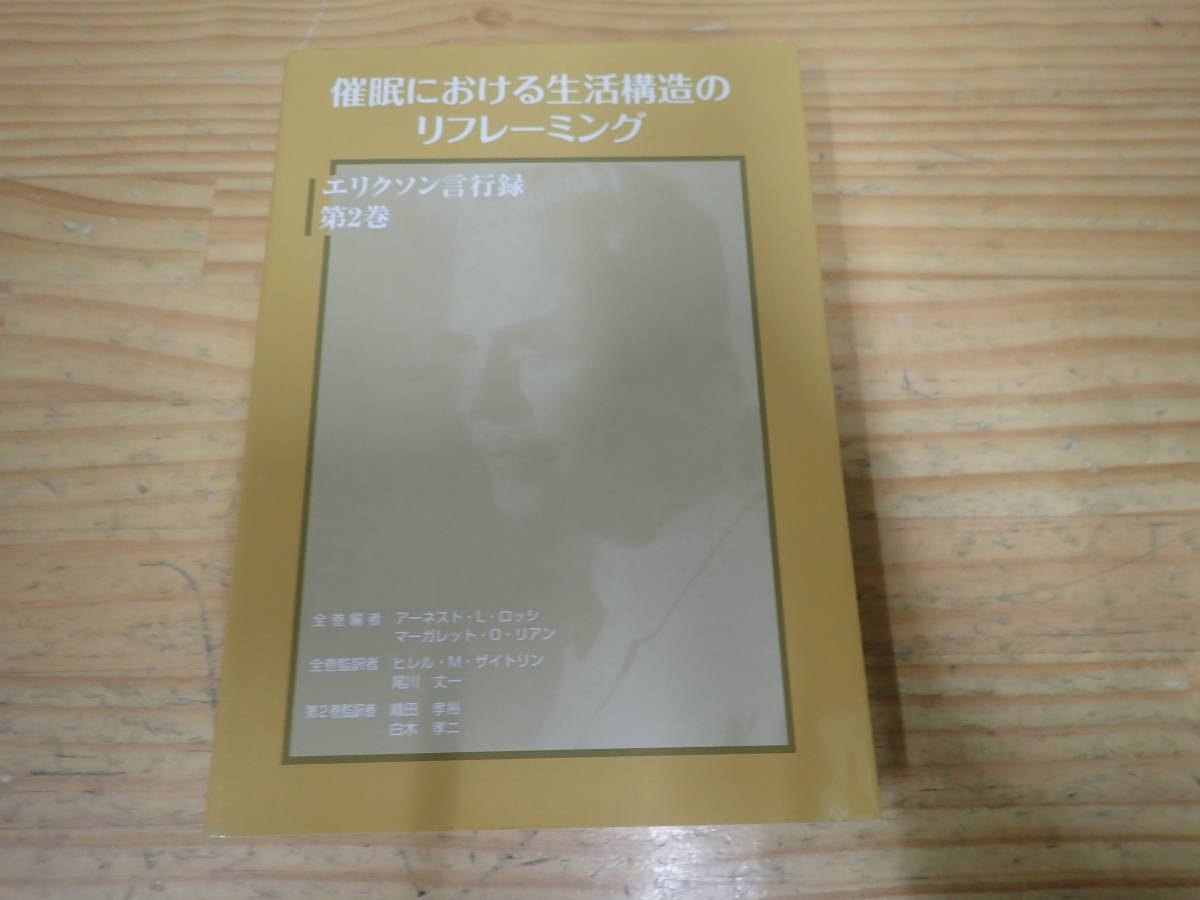 催眠における生活構造の
リフレーミング
エリクソン言行録
第2巻
全巻編者 アーネスト・L・ロッシ
マーガレット・O・リアン
全巻監訳者 ヒレル・M・ザイトリン
尾川 丈一
第2巻監訳者 織田 孝裕
白木 孝二